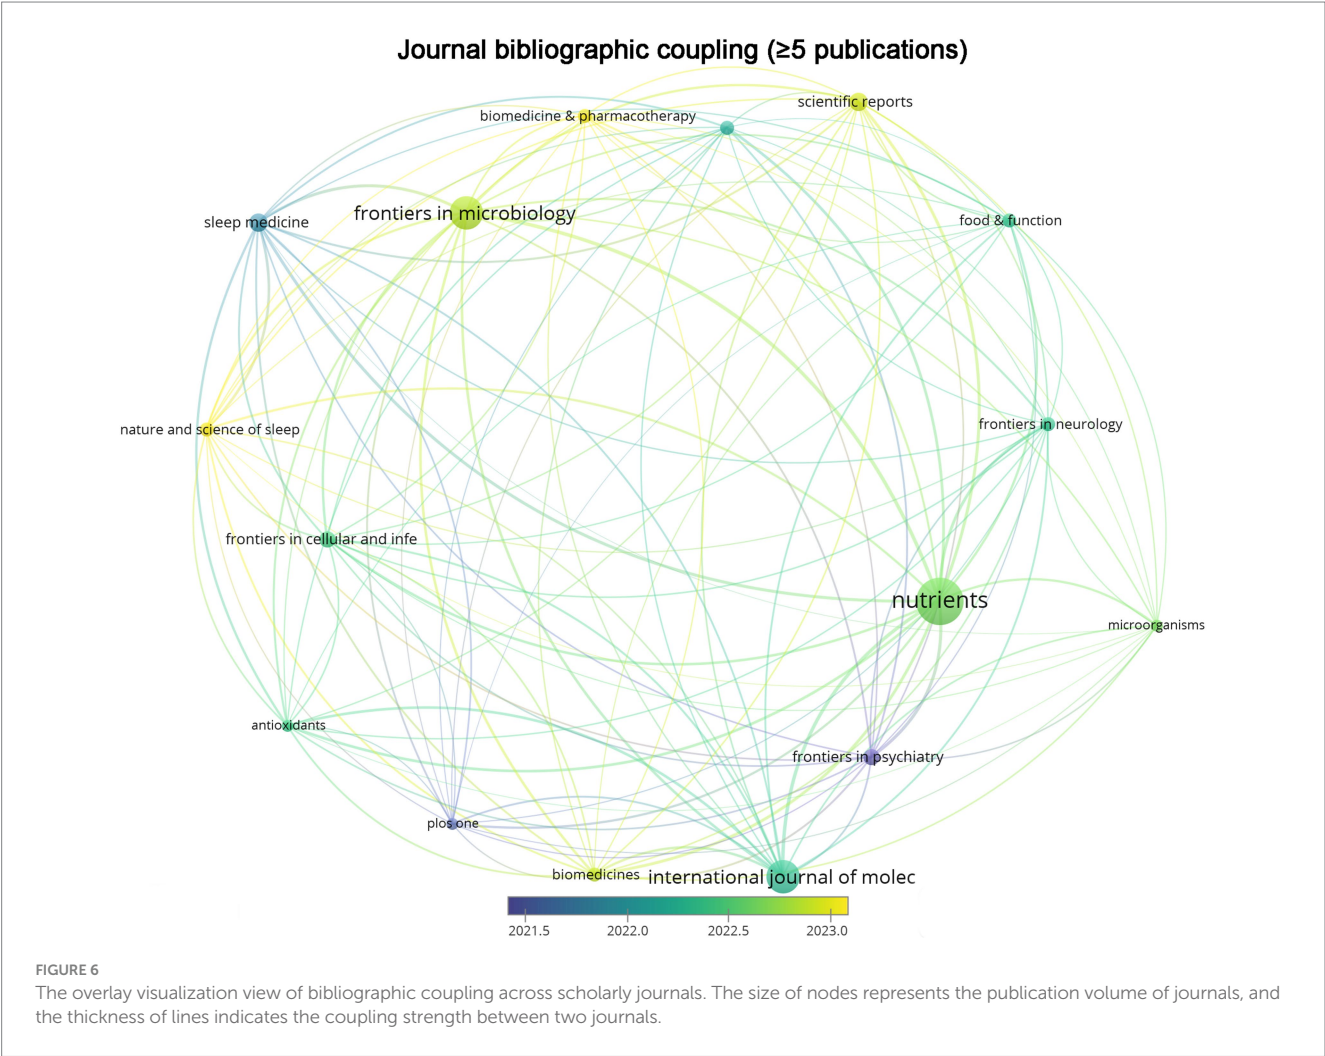 Journal bibliographic coupling (≥5 publications)
scientific reports
biomedicine & pharmacotherapy
frontiers in microbiology
sleep medicine
food & function
frontiers in neurology
nature and science of sleep
frontiers in cellular and infe
nutrients
microorganisms
antioxidants
frontiers in psychiatry
plos one
biomedicines
international journal of molec
2021.5 2022.0 2022.5 2023.0
FIGURE 6
The overlay visualization view of bibliographic coupling across scholarly journals. The size of nodes represents the publication volume of journals, and
the thickness of lines indicates the coupling strength between two journals.